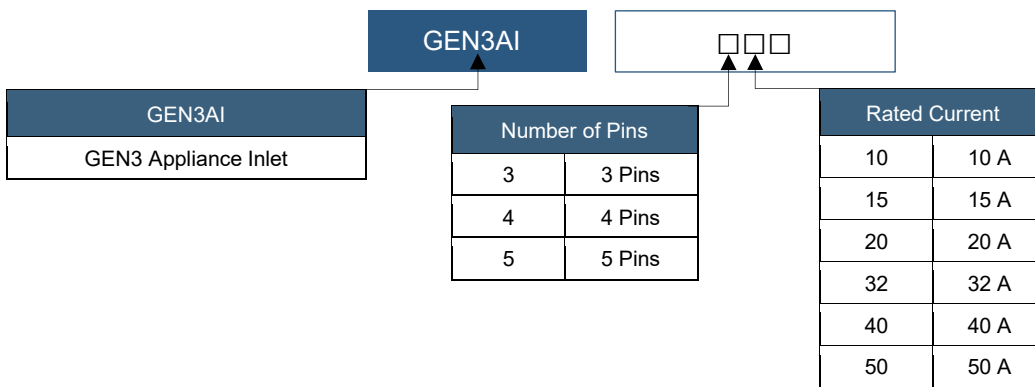 GEN3AI □□□
GEN3AI
GEN3 Appliance Inlet
Number of Pins
3 3 Pins
4 4 Pins
5 5 Pins
Rated Current
10 10 A
15 15 A
20 20 A
32 32 A
40 40 A
50 50 A